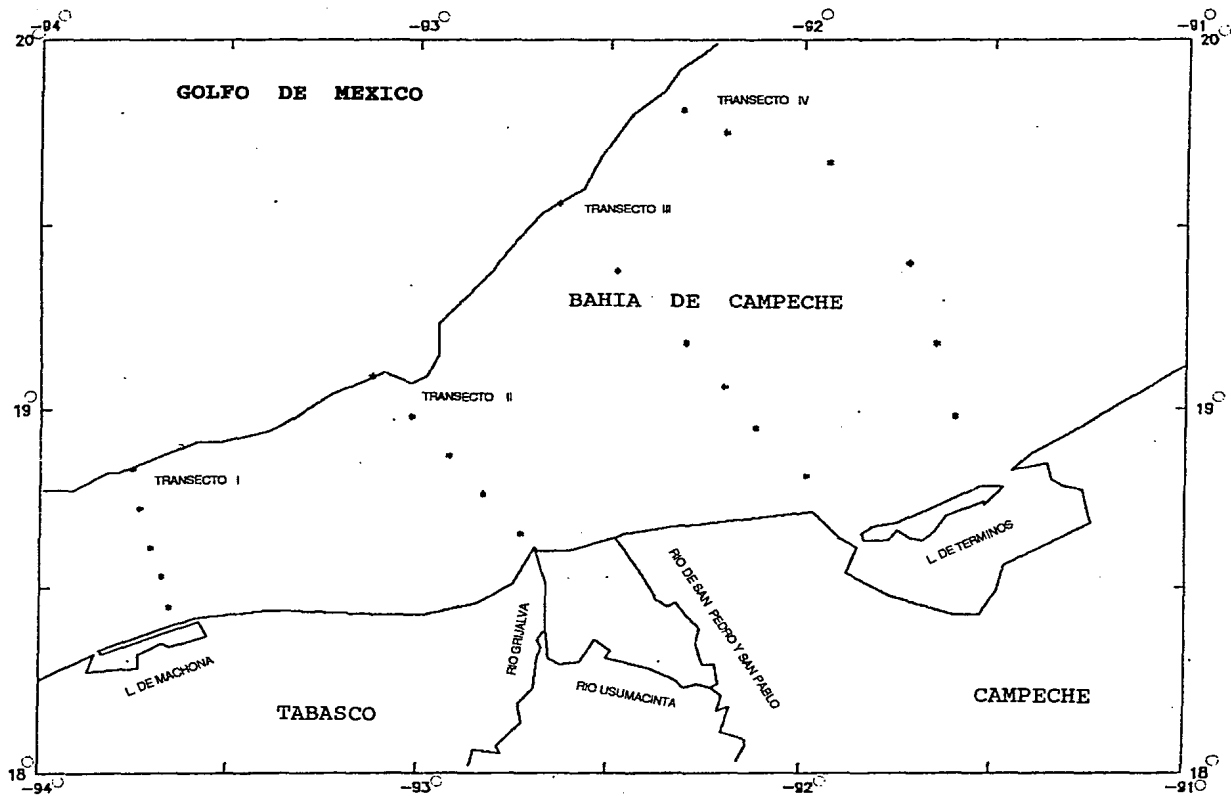 -94° -93° -92° -91°
20° 20°
GOLFO DE MEXICO
TRANSECTO IV
TRANSECTO III
BAHIA DE CAMPECHE
19° 19°
TRANSECTO II
TRANSECTO I
L. DE TERMINOS
RIO DE SAN PEDRO Y SAN PABLO
RIO GRIJALVA
L. DE MACHONA
RIO USUMACINTA
TABASCO
CAMPECHE
18° 18°
-94° -93° -92° -91°